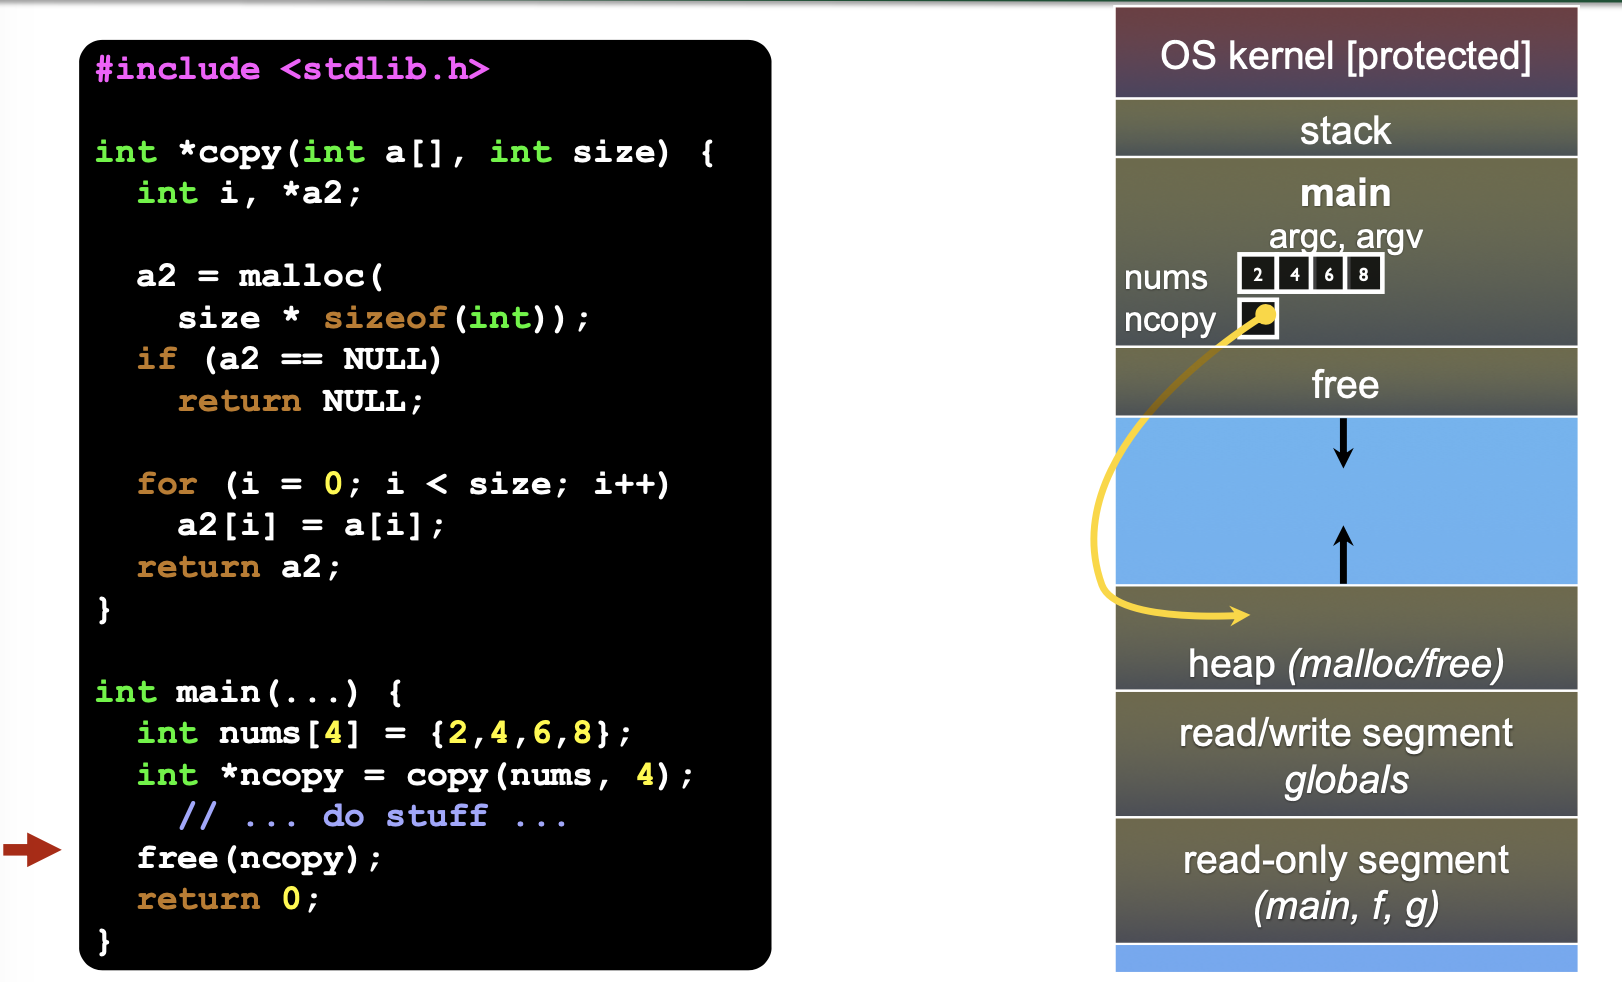 #include <stdlib.h>
int *copy(int a[], int size) {
int i, *a2;
a2 = malloc(
size * sizeof(int));
if (a2 == NULL)
return NULL;
for (i = 0; i < size; i++)
a2[i] = a[i];
return a2;
}
int main(...) {
int nums[4] = {2,4,6,8};
int *ncopy = copy(nums, 4);
// ... do stuff ...
free(ncopy);
return 0;
}
OS kernel [protected]
stack
main
argc, argv
nums 2 4 6 8
ncopy
free
heap (malloc/free)
read/write segment
globals
read-only segment
(main, f, g)